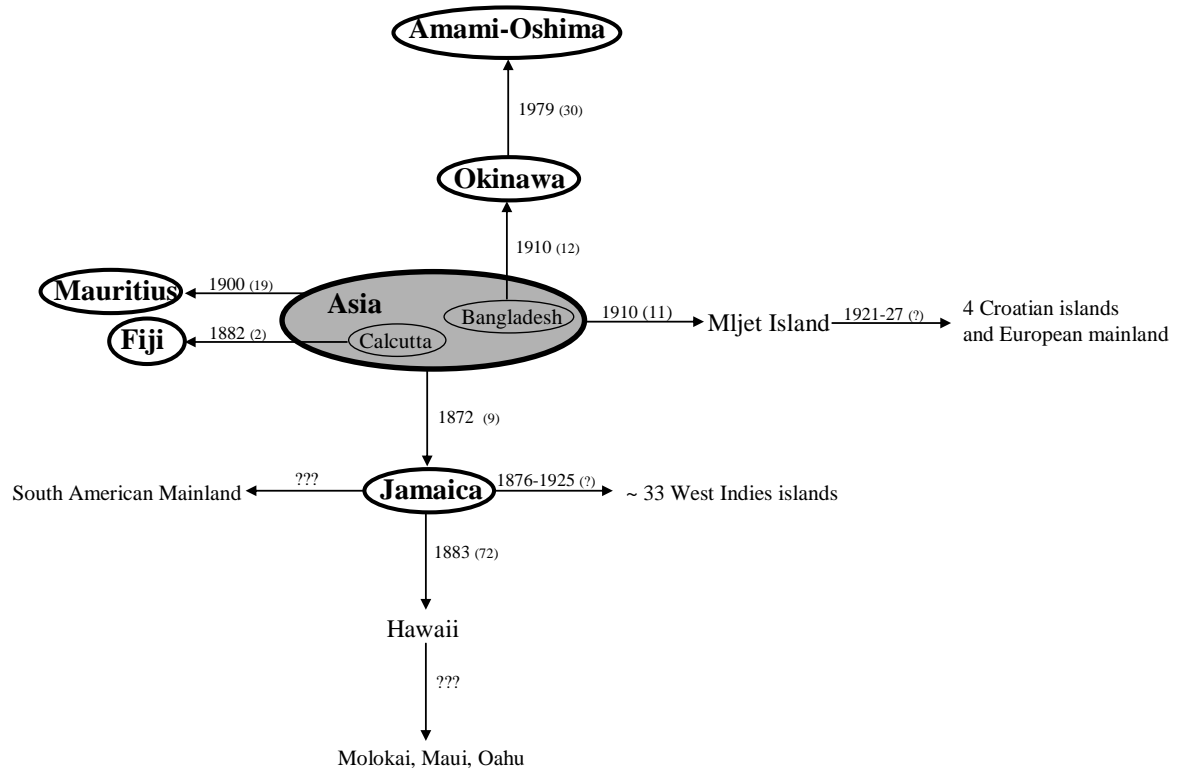 Amami-Oshima
1979 (30)
Okinawa
1910 (12)
Mauritius
1900 (19)
Asia
Bangladesh
1910 (11)
Mljet Island
1921-27 (?)
4 Croatian islands
and European mainland
Fiji
1882 (2)
Calcutta
1872 (9)
South American Mainland
???
Jamaica
1876-1925 (?)
~ 33 West Indies islands
1883 (72)
Hawaii
???
Molokai, Maui, Oahu